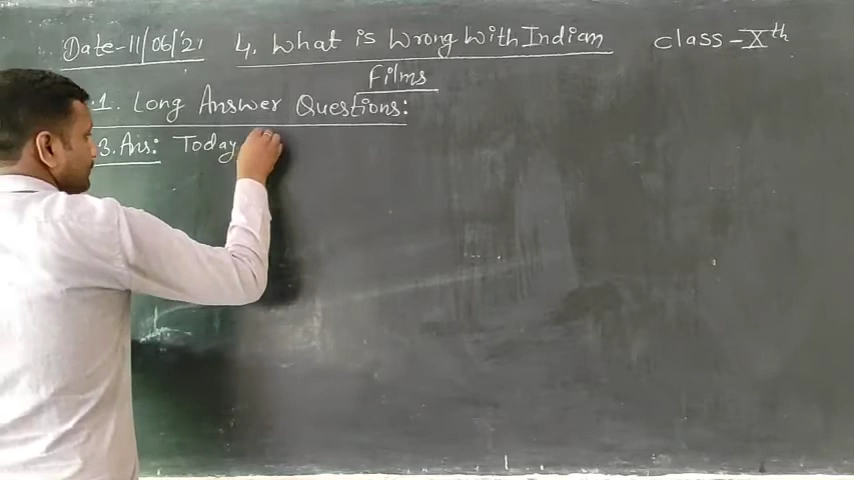 Date-11/06/'21 4. What is Wrong With Indian class-Xth
Films
.1. Long Answer Questions:
3. Ans: Today